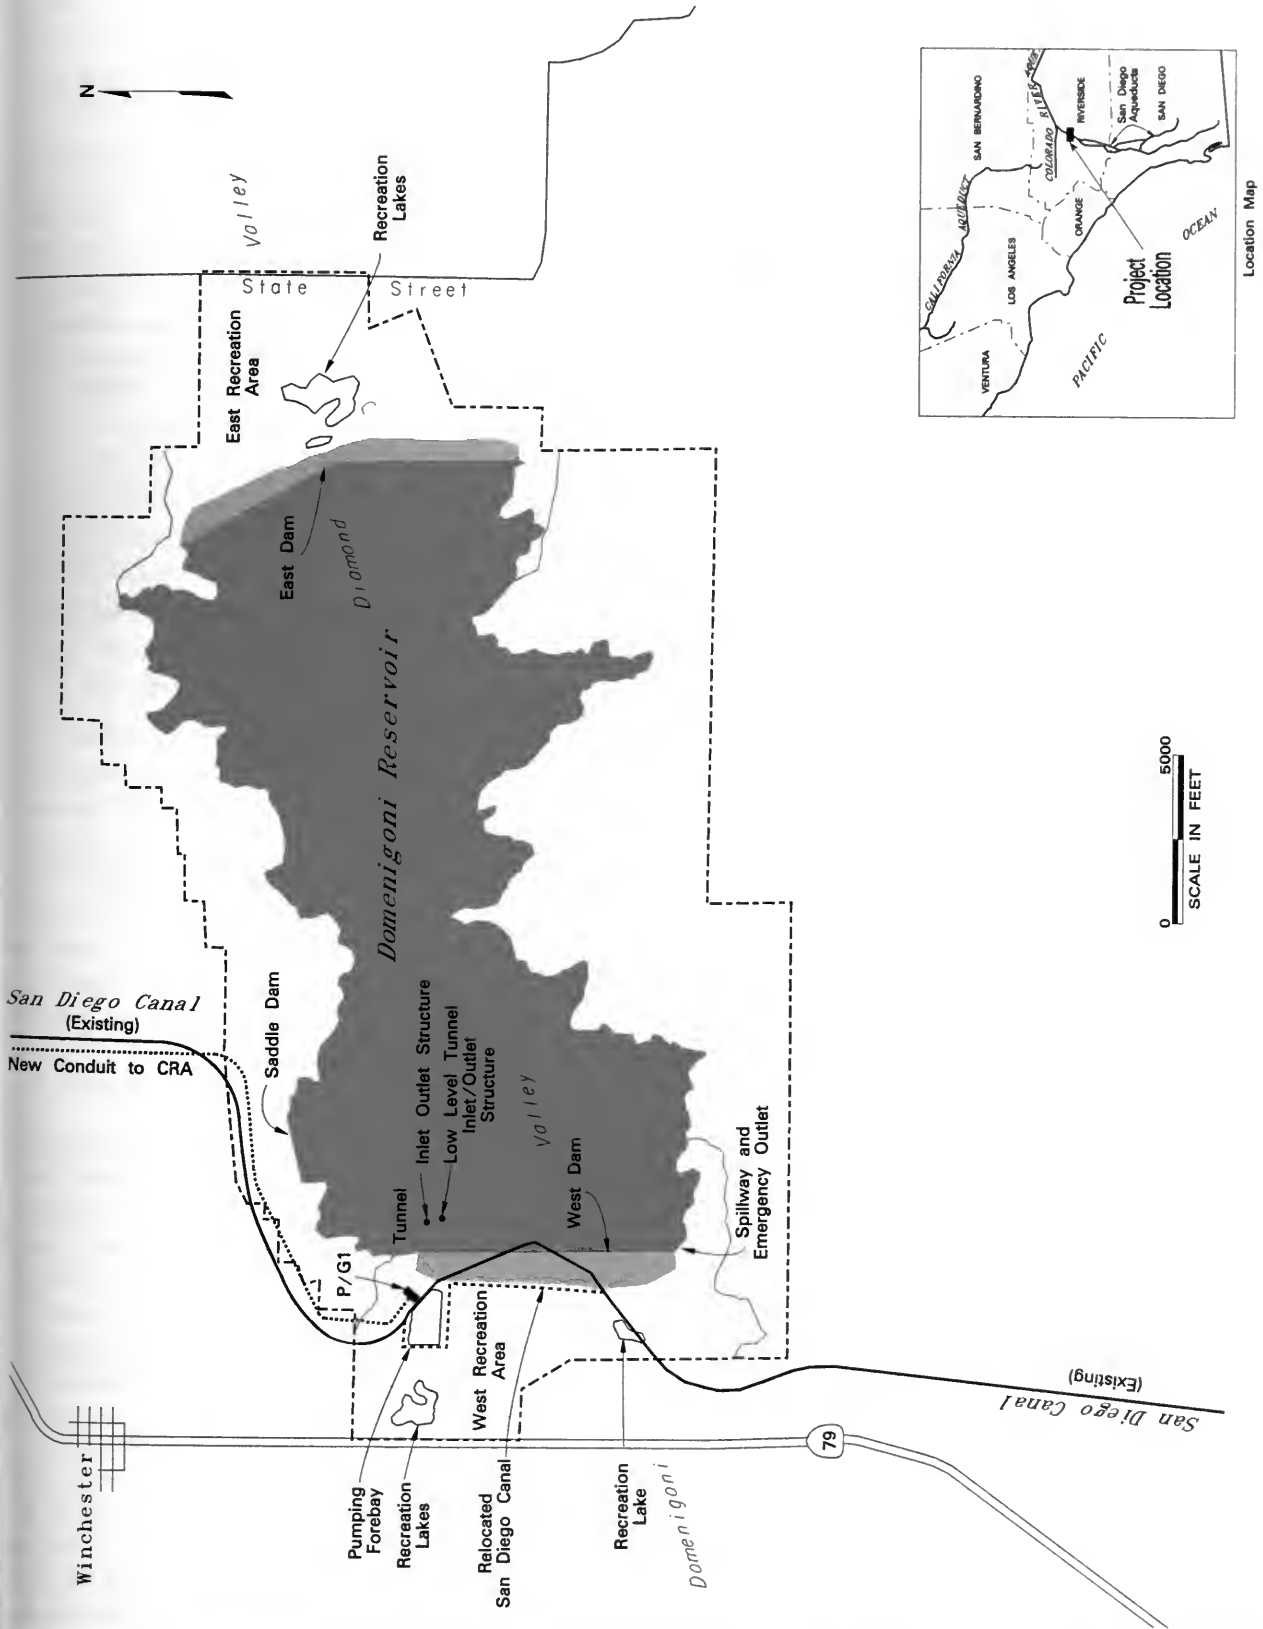 N
Winchester
San Diego Canal
(Existing)
New Conduit to CRA
Saddle Dam
Inlet Outlet Structure
Low Level Tunnel
Inlet/Outlet
Structure
Tunnel
P/G1
Pumping
Forebay
Recreation
Lakes
West Recreation
Area
Relocated
San Diego Canal
Recreation
Lake
Domenigoni
Valley
West Dam
Spillway and
Emergency Outlet
79
San Diego Canal
(Existing)
Domenigoni Reservoir
Diamond
Valley
East Dam
East Recreation
Area
Recreation
Lakes
State Street
0 5000
SCALE IN FEET
VENTURA
LOS ANGELES
SAN BERNARDINO
ORANGE
RIVERSIDE
SAN DIEGO
CALIFORNIA AQUEDUCT
COLORADO RIVER AQUE
San Diego
Aqueducts
Project
Location
PACIFIC OCEAN
Location Map